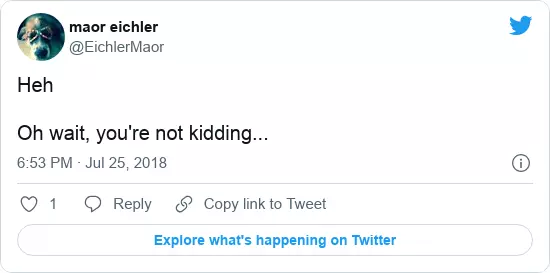 maor eichler
@EichlerMaor
Heh
Oh wait, you're not kidding...
6:53 PM · Jul 25, 2018
1 Reply Copy link to Tweet
Explore what's happening on Twitter